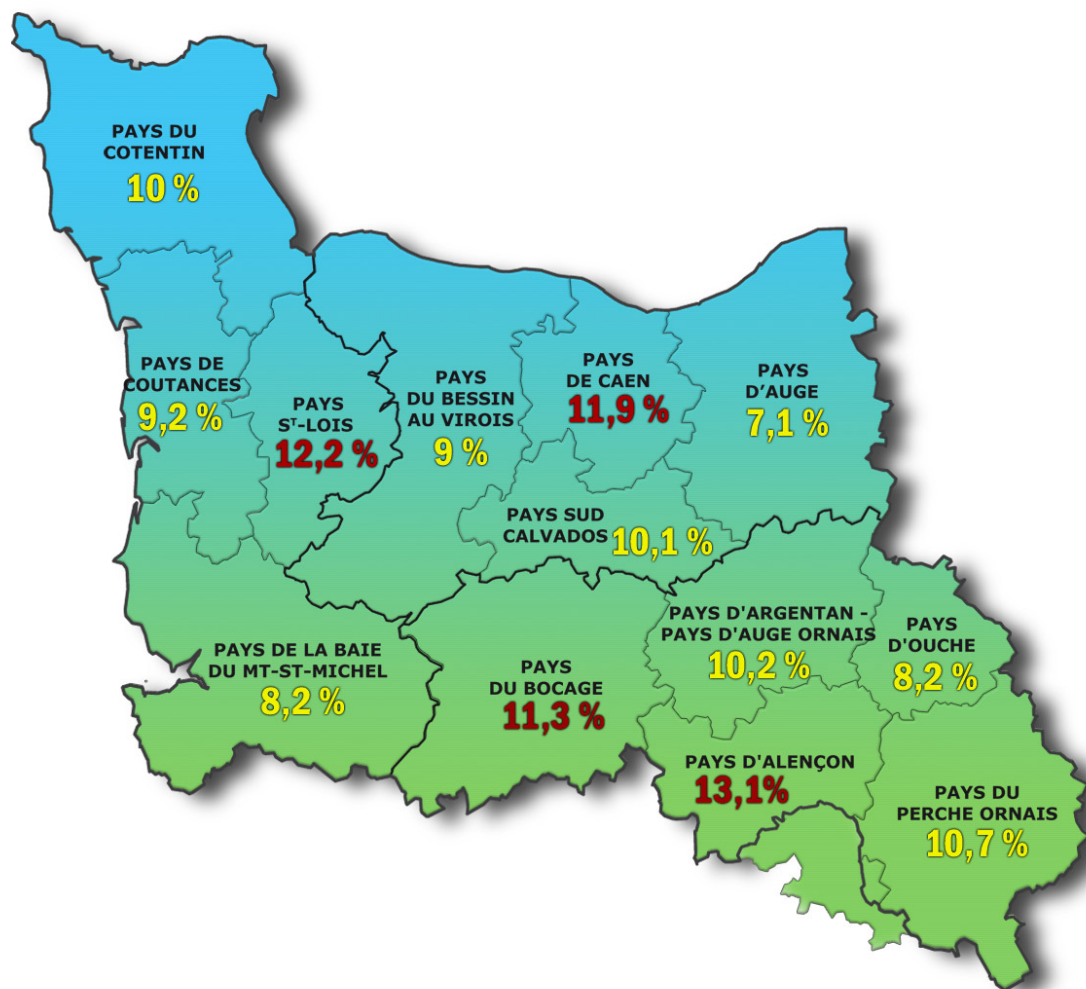 PAYS DU
COTENTIN
10 %
PAYS DE
COUTANCES
9,2 %
PAYS
Sᵀ-LOIS
12,2 %
PAYS
DU BESSIN
AU VIROIS
9 %
PAYS
DE CAEN
11,9 %
PAYS
D’AUGE
7,1 %
PAYS SUD
CALVADOS
10,1 %
PAYS DE LA BAIE
DU MT-ST-MICHEL
8,2 %
PAYS
DU BOCAGE
11,3 %
PAYS D'ARGENTAN -
PAYS D'AUGE ORNAIS
10,2 %
PAYS
D'OUCHE
8,2 %
PAYS D'ALENÇON
13,1%
PAYS DU
PERCHE ORNAIS
10,7 %